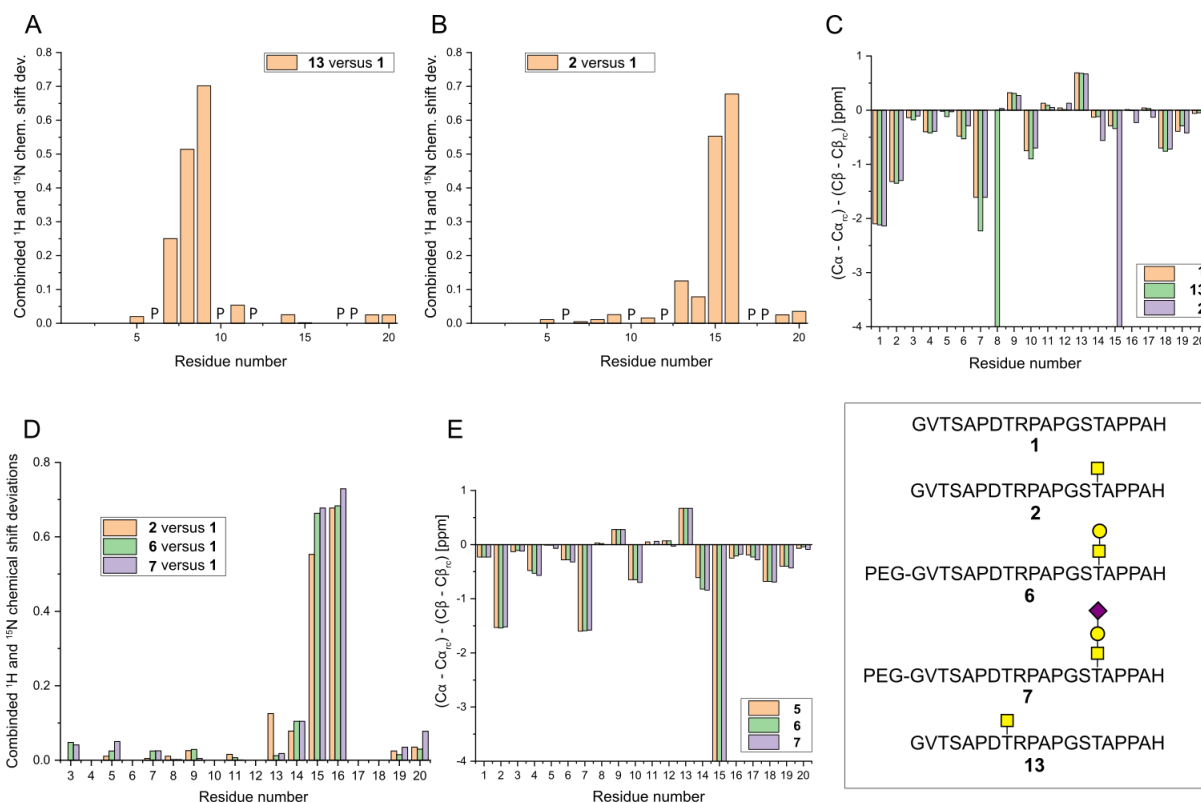 A
Combinded ¹H and ¹⁵N chem. shift dev.
0.8
0.7
0.6
0.5
0.4
0.3
0.2
0.1
0.0
13 versus 1
P P P P P
5 10 15 20
Residue number
B
Combinded ¹H and ¹⁵N chem. shift dev.
0.8
0.7
0.6
0.5
0.4
0.3
0.2
0.1
0.0
2 versus 1
P P P P P
5 10 15 20
Residue number
C
(Cα - Cαrc) - (Cβ - Cβrc) [ppm]
1
0
-1
-2
-3
-4
1
13
2
1 2 3 4 5 6 7 8 9 10 11 12 13 14 15 16 17 18 19 20
Residue number
D
Combinded ¹H and ¹⁵N chemical shift deviations
0.8
0.6
0.4
0.2
0.0
2 versus 1
6 versus 1
7 versus 1
3 4 5 6 7 8 9 10 11 12 13 14 15 16 17 18 19 20
Residue number
E
(Cα - Cαrc) - (Cβ - Cβrc) [ppm]
1
0
-1
-2
-3
-4
5
6
7
1 2 3 4 5 6 7 8 9 10 11 12 13 14 15 16 17 18 19 20
Residue number
GVTSAPDTRPAPGSTAPPAH
1
GVTSAPDTRPAPGSTAPPAH
2
PEG-GVTSAPDTRPAPGSTAPPAH
6
PEG-GVTSAPDTRPAPGSTAPPAH
7
GVTSAPDTRPAPGSTAPPAH
13